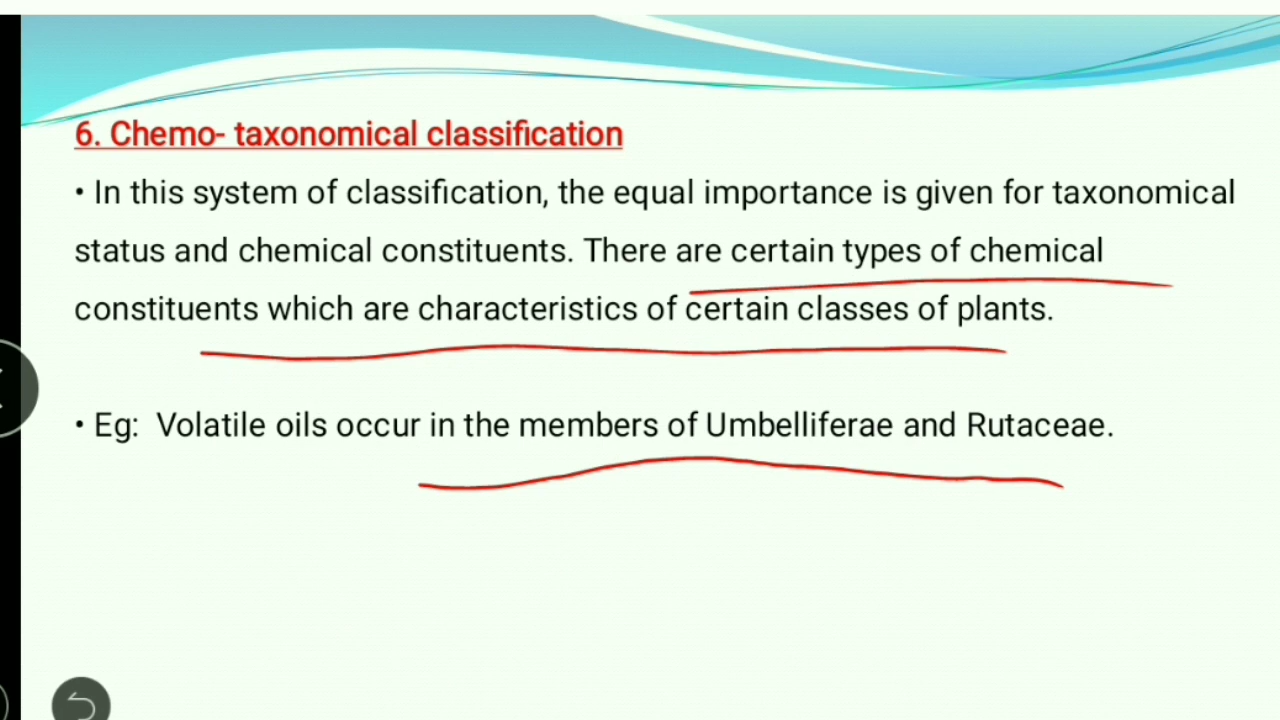 6. Chemo- taxonomical classification
• In this system of classification, the equal importance is given for taxonomical
status and chemical constituents. There are certain types of chemical
constituents which are characteristics of certain classes of plants.
• Eg:  Volatile oils occur in the members of Umbelliferae and Rutaceae.